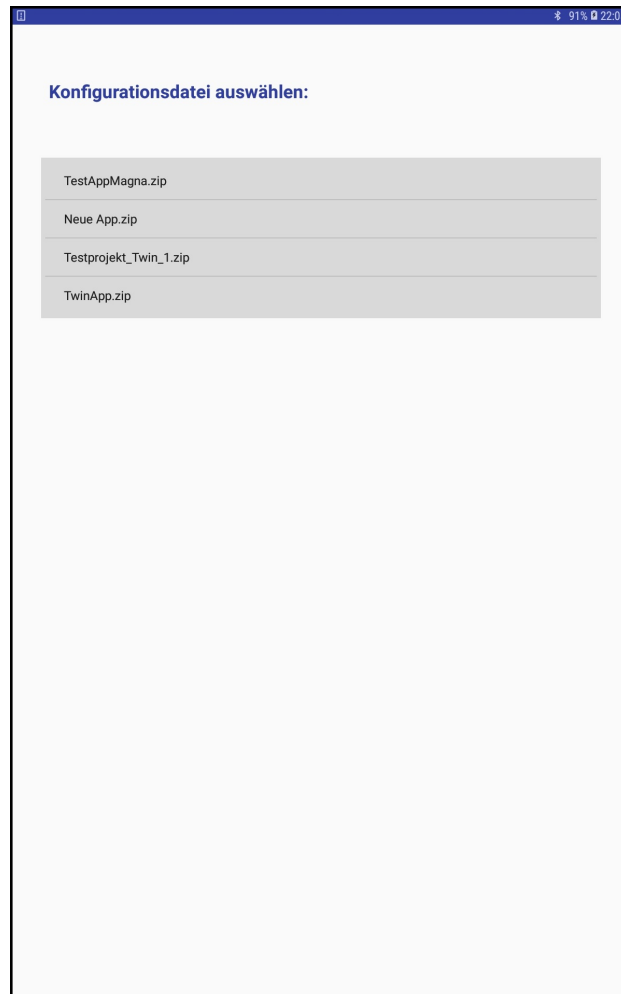 91% 22:0
Konfigurationsdatei auswählen:
TestAppMagna.zip
Neue App.zip
Testprojekt_Twin_1.zip
TwinApp.zip